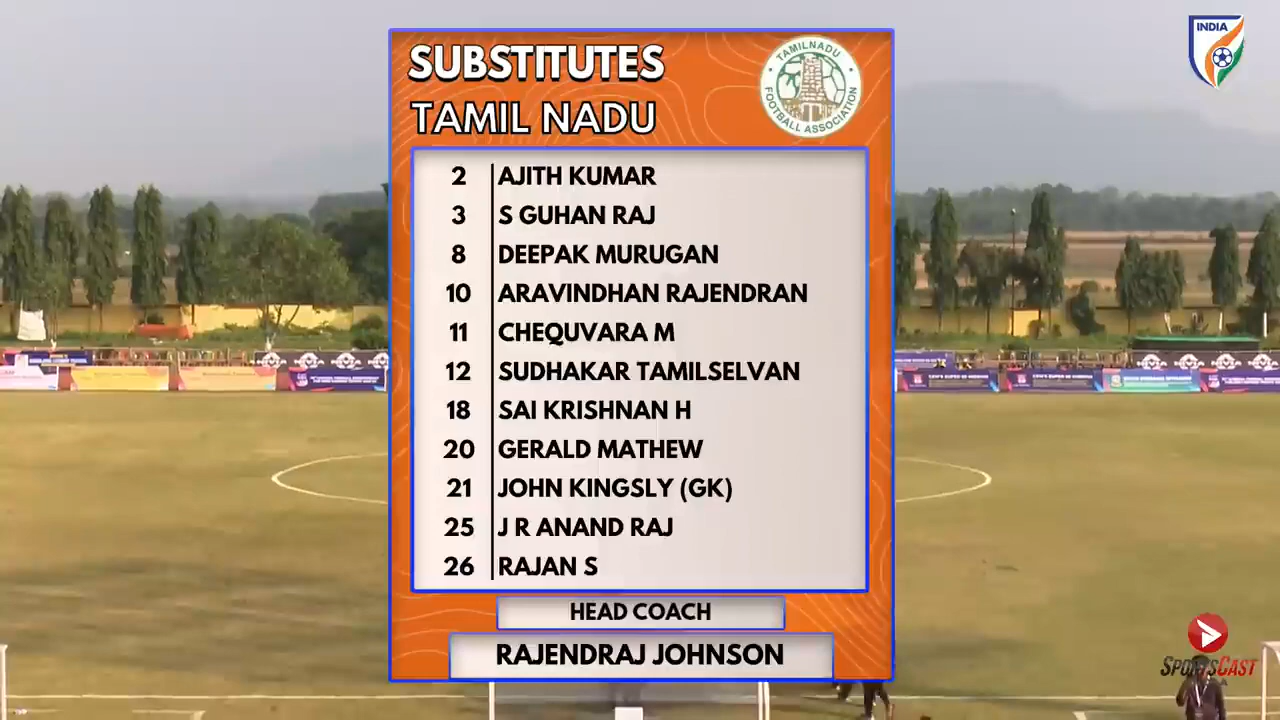 INDIA
SUBSTITUTES
TAMIL NADU
TAMILNADU
FOOTBALL ASSOCIATION
2 AJITH KUMAR
3 S GUHAN RAJ
8 DEEPAK MURUGAN
10 ARAVINDHAN RAJENDRAN
11 CHEQUVARA M
12 SUDHAKAR TAMILSELVAN
18 SAI KRISHNAN H
20 GERALD MATHEW
21 JOHN KINGSLY (GK)
25 J R ANAND RAJ
26 RAJAN S
HEAD COACH
RAJENDRAJ JOHNSON
SPORTSCAST